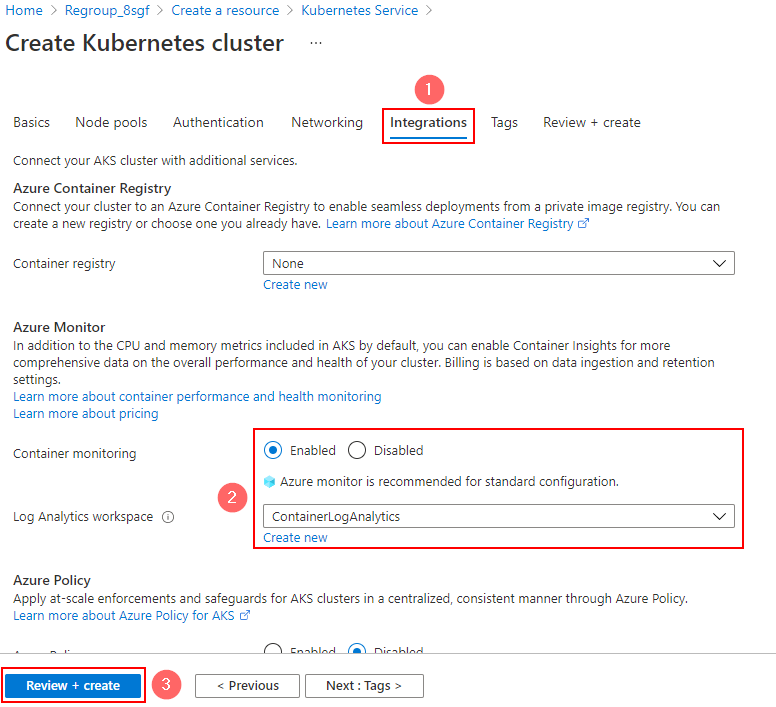 Home > Regroup_8sgf > Create a resource > Kubernetes Service >
Create Kubernetes cluster ...
1
Basics Node pools Authentication Networking Integrations Tags Review + create
Connect your AKS cluster with additional services.
Azure Container Registry
Connect your cluster to an Azure Container Registry to enable seamless deployments from a private image registry. You can
create a new registry or choose one you already have. Learn more about Azure Container Registry
Container registry None
Create new
Azure Monitor
In addition to the CPU and memory metrics included in AKS by default, you can enable Container Insights for more
comprehensive data on the overall performance and health of your cluster. Billing is based on data ingestion and retention
settings.
Learn more about container performance and health monitoring
Learn more about pricing
Container monitoring Enabled Disabled
Azure monitor is recommended for standard configuration.
2
Log Analytics workspace ContainerLogAnalytics
Create new
Azure Policy
Apply at-scale enforcements and safeguards for AKS clusters in a centralized, consistent manner through Azure Policy.
Learn more about Azure Policy for AKS
Azure Policy Enabled Disabled
Review + create 3 < Previous Next : Tags >